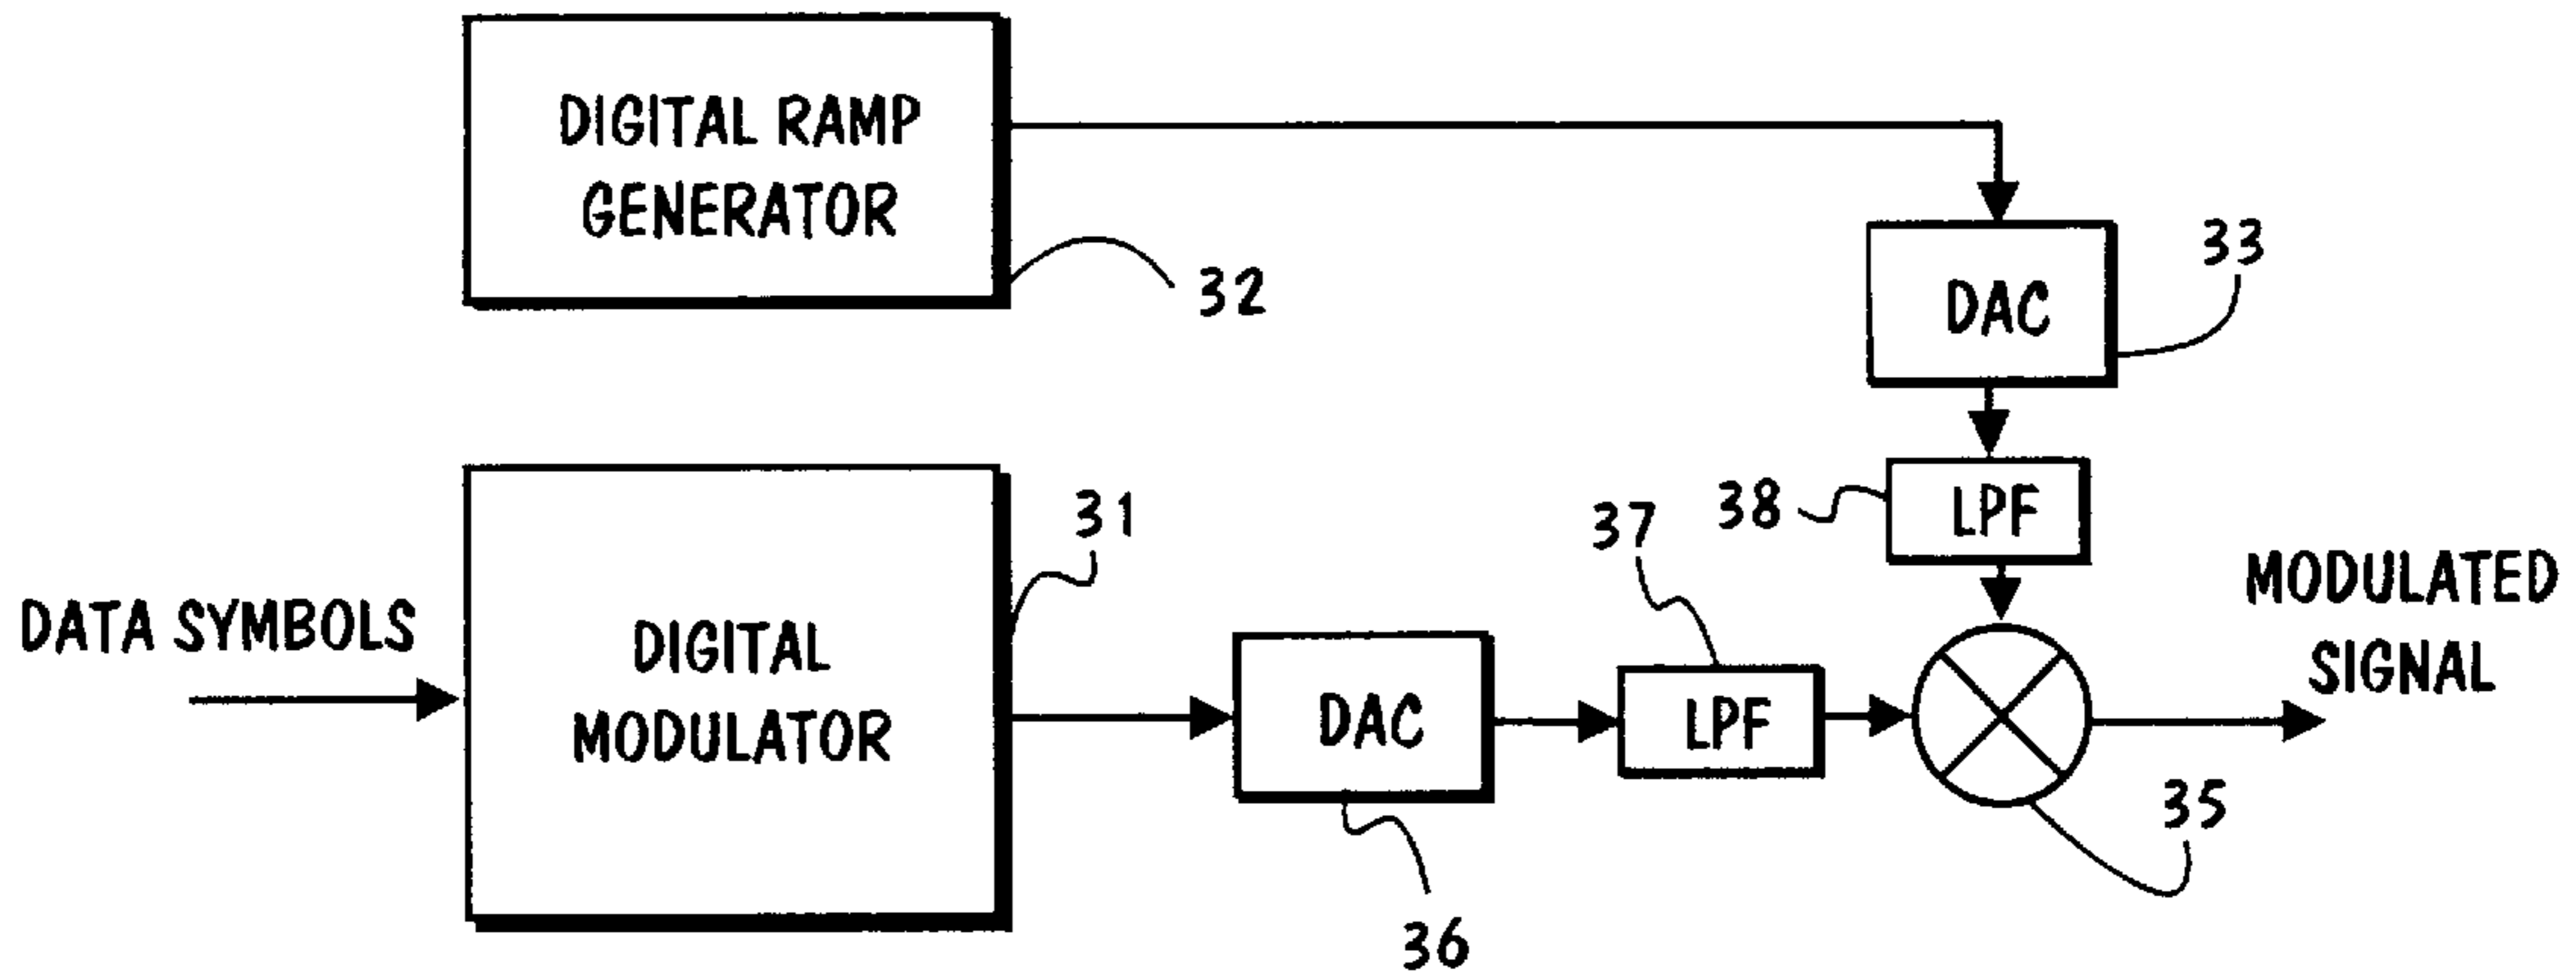 DIGITAL RAMP
GENERATOR
32
DAC
33
38
LPF
DATA SYMBOLS
DIGITAL
MODULATOR
31
DAC
36
37
LPF
35
MODULATED
SIGNAL